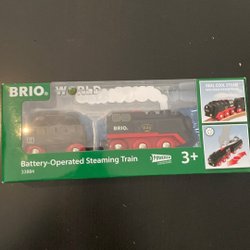 BRIO® WORLD
REAL COOL STEAM
BRIO.
Battery-Operated Steaming Train
33884
3+